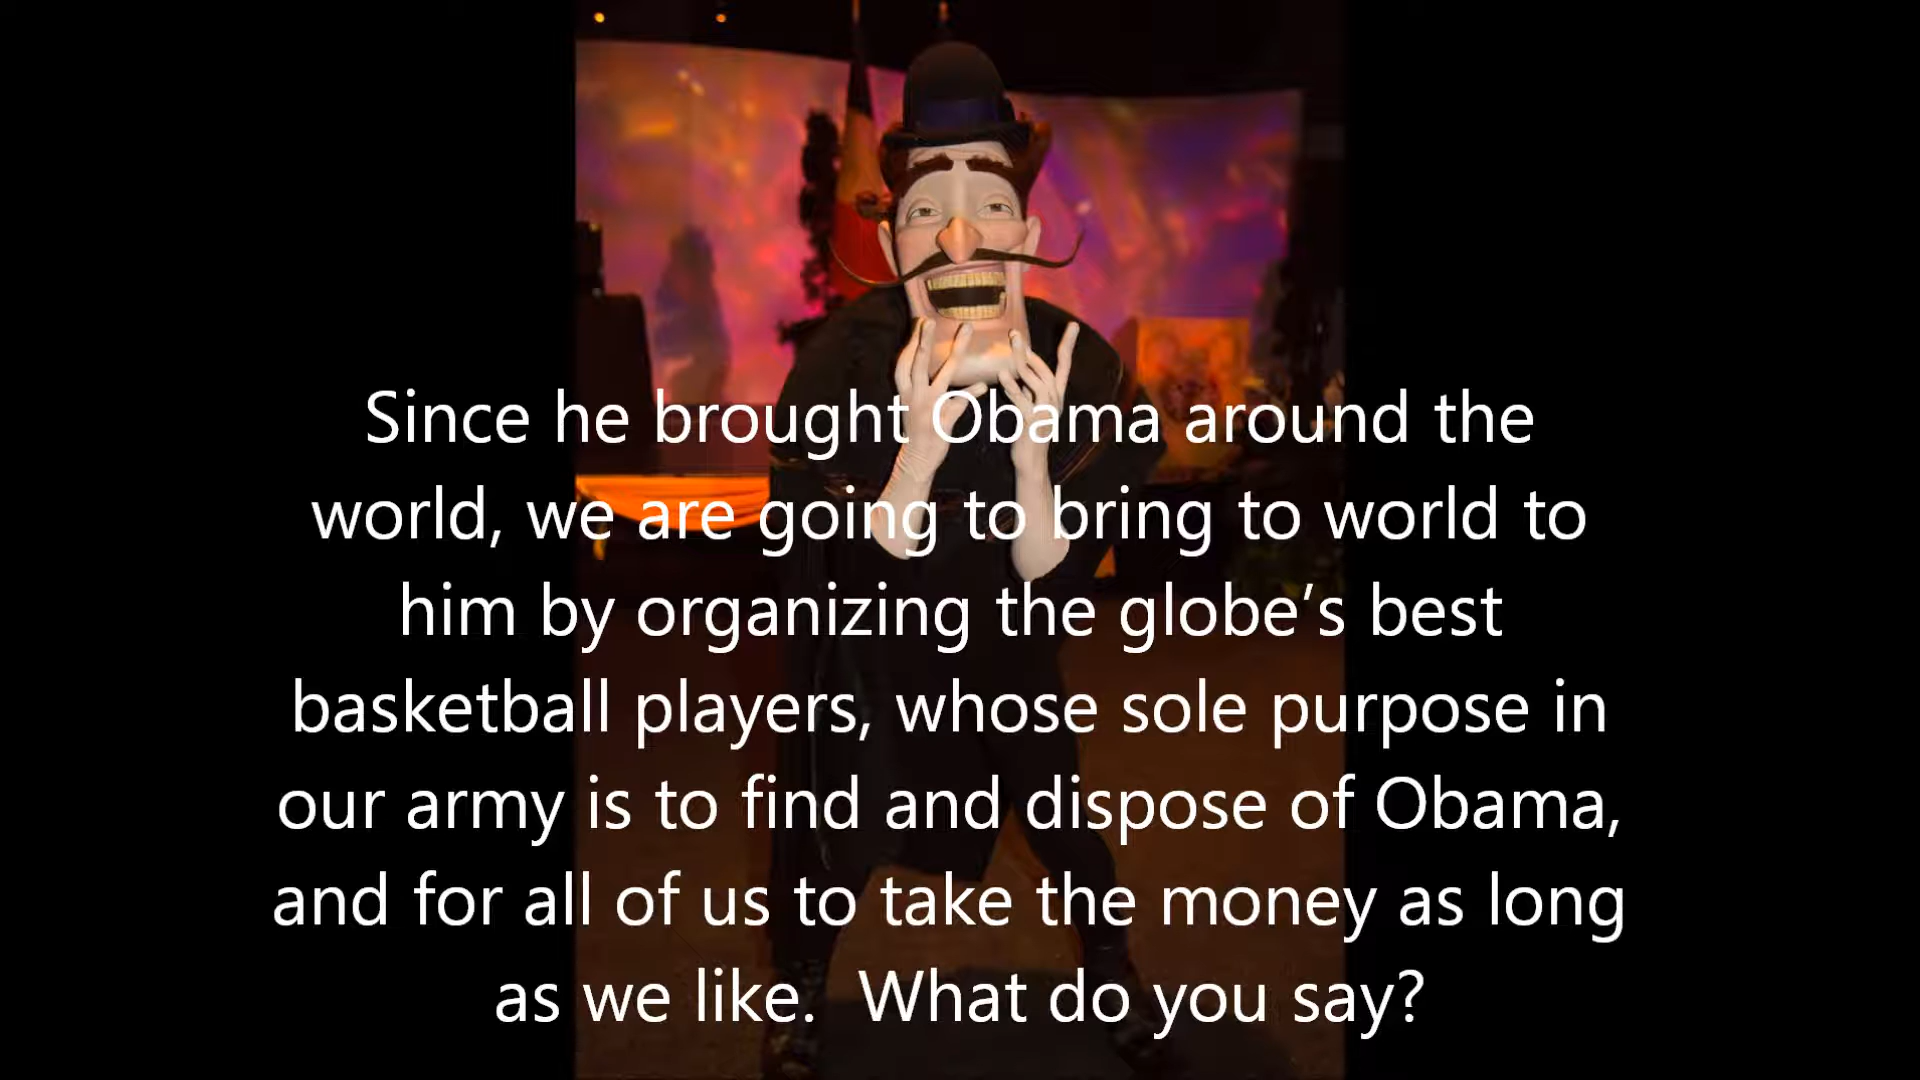 Since he brought Obama around the
world, we are going to bring to world to
him by organizing the globe’s best
basketball players, whose sole purpose in
our army is to find and dispose of Obama,
and for all of us to take the money as long
as we like.  What do you say?